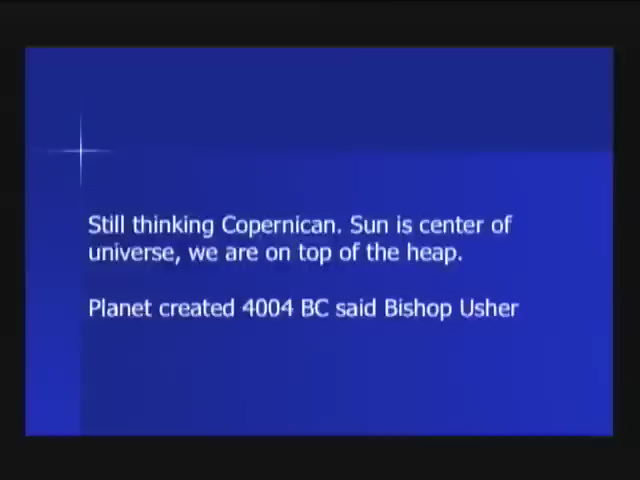 Still thinking Copernican. Sun is center of
universe, we are on top of the heap.
Planet created 4004 BC said Bishop Usher